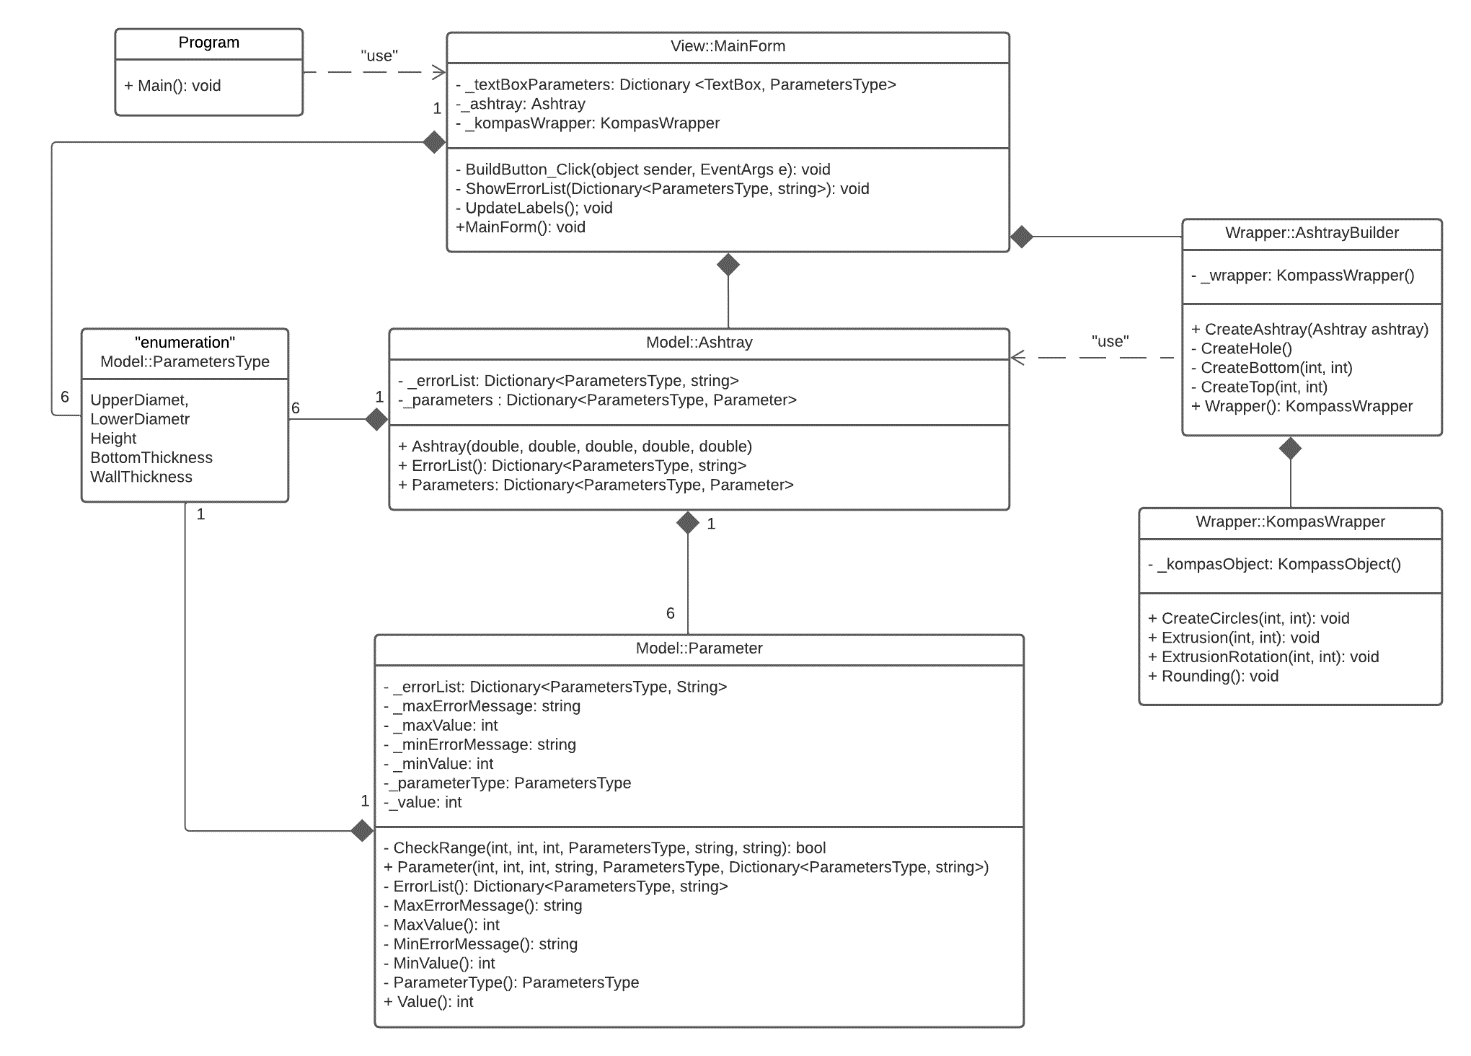 Program
+ Main(): void
"use"
View::MainForm
- _textBoxParameters: Dictionary <TextBox, ParametersType>
-_ashtray: Ashtray
- _kompasWrapper: KompasWrapper
- BuildButton_Click(object sender, EventArgs e): void
- ShowErrorList(Dictionary<ParametersType, string>): void
- UpdateLabels(); void
+MainForm(): void
1
6
Wrapper::AshtrayBuilder
- _wrapper: KompassWrapper()
+ CreateAshtray(Ashtray ashtray)
- CreateHole()
- CreateBottom(int, int)
- CreateTop(int, int)
+ Wrapper(): KompassWrapper
"use"
"enumeration"
Model::ParametersType
UpperDiamet,
LowerDiametr
Height
BottomThickness
WallThickness
6
1
Model::Ashtray
- _errorList: Dictionary<ParametersType, string>
-_parameters : Dictionary<ParametersType, Parameter>
+ Ashtray(double, double, double, double, double)
+ ErrorList(): Dictionary<ParametersType, string>
+ Parameters: Dictionary<ParametersType, Parameter>
1
1
6
Wrapper::KompasWrapper
- _kompasObject: KompassObject()
+ CreateCircles(int, int): void
+ Extrusion(int, int): void
+ ExtrusionRotation(int, int): void
+ Rounding(): void
1
Model::Parameter
- _errorList: Dictionary<ParametersType, String>
- _maxErrorMessage: string
- _maxValue: int
- _minErrorMessage: string
- _minValue: int
-_parameterType: ParametersType
-_value: int
- CheckRange(int, int, int, ParametersType, string, string): bool
+ Parameter(int, int, int, string, ParametersType, Dictionary<ParametersType, string>)
- ErrorList(): Dictionary<ParametersType, string>
- MaxErrorMessage(): string
- MaxValue(): int
- MinErrorMessage(): string
- MinValue(): int
- ParameterType(): ParametersType
+ Value(): int